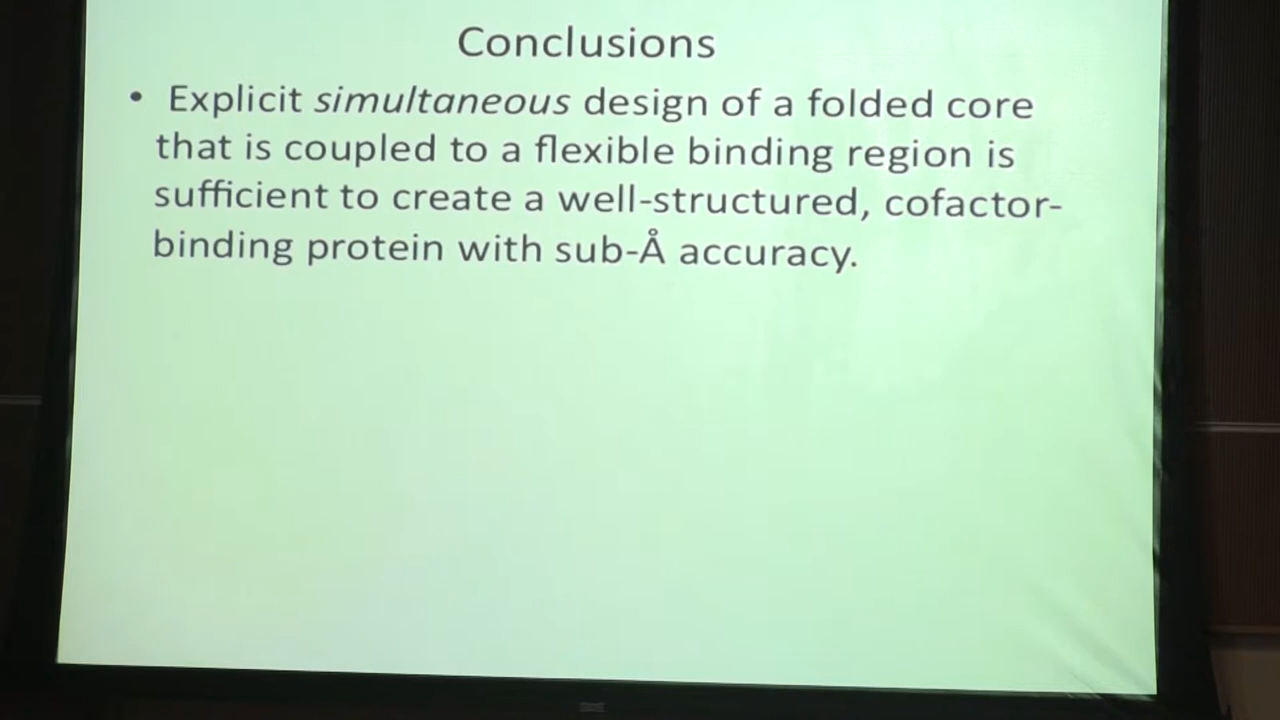 Conclusions
• Explicit simultaneous design of a folded core
that is coupled to a flexible binding region is
sufficient to create a well-structured, cofactor-
binding protein with sub-Å accuracy.